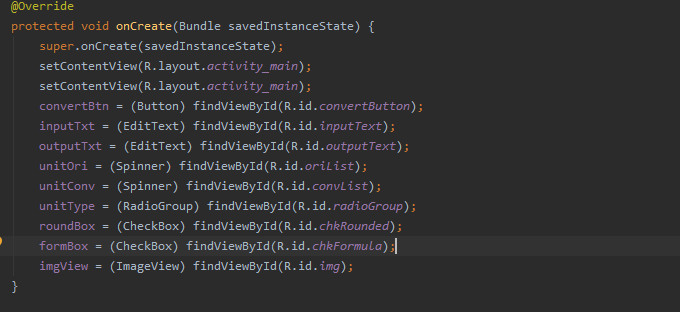 @Override
protected void onCreate(Bundle savedInstanceState) {
super.onCreate(savedInstanceState);
setContentView(R.layout.activity_main);
setContentView(R.layout.activity_main);
convertBtn = (Button) findViewById(R.id.convertButton);
inputTxt = (EditText) findViewById(R.id.inputText);
outputTxt = (EditText) findViewById(R.id.outputText);
unitOri = (Spinner) findViewById(R.id.oriList);
unitConv = (Spinner) findViewById(R.id.convList);
unitType = (RadioGroup) findViewById(R.id.radioGroup);
roundBox = (CheckBox) findViewById(R.id.chkRounded);
formBox = (CheckBox) findViewById(R.id.chkFormula);
imgView = (ImageView) findViewById(R.id.img);
}